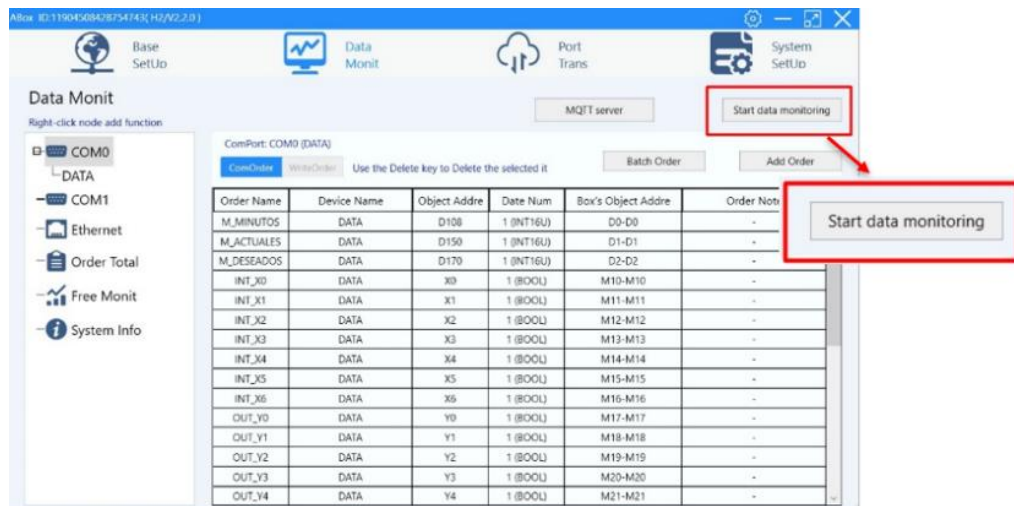 ABox ID:11904508428754743( H2/V2.2.0 )
Base SetUp
Data Monit
Port Trans
System SetUp
Data Monit
Right-click node add function
MQTT server
Start data monitoring
COM0
DATA
COM1
Ethernet
Order Total
Free Monit
System Info
ComPort: COM0 (DATA)
ComOrder WriteOrder Use the Delete key to Delete the selected it
Batch Order
Add Order
Order Name Device Name Object Addre Date Num Box's Object Addre Order Note
M_MINUTOS DATA D108 1 (INT16U) D0-D0 -
M_ACTUALES DATA D150 1 (INT16U) D1-D1 -
M_DESEADOS DATA D170 1 (INT16U) D2-D2 -
INT_X0 DATA X0 1 (BOOL) M10-M10 -
INT_X1 DATA X1 1 (BOOL) M11-M11 -
INT_X2 DATA X2 1 (BOOL) M12-M12 -
INT_X3 DATA X3 1 (BOOL) M13-M13 -
INT_X4 DATA X4 1 (BOOL) M14-M14 -
INT_X5 DATA X5 1 (BOOL) M15-M15 -
INT_X6 DATA X6 1 (BOOL) M16-M16 -
OUT_Y0 DATA Y0 1 (BOOL) M17-M17 -
OUT_Y1 DATA Y1 1 (BOOL) M18-M18 -
OUT_Y2 DATA Y2 1 (BOOL) M19-M19 -
OUT_Y3 DATA Y3 1 (BOOL) M20-M20 -
OUT_Y4 DATA Y4 1 (BOOL) M21-M21 -
Start data monitoring